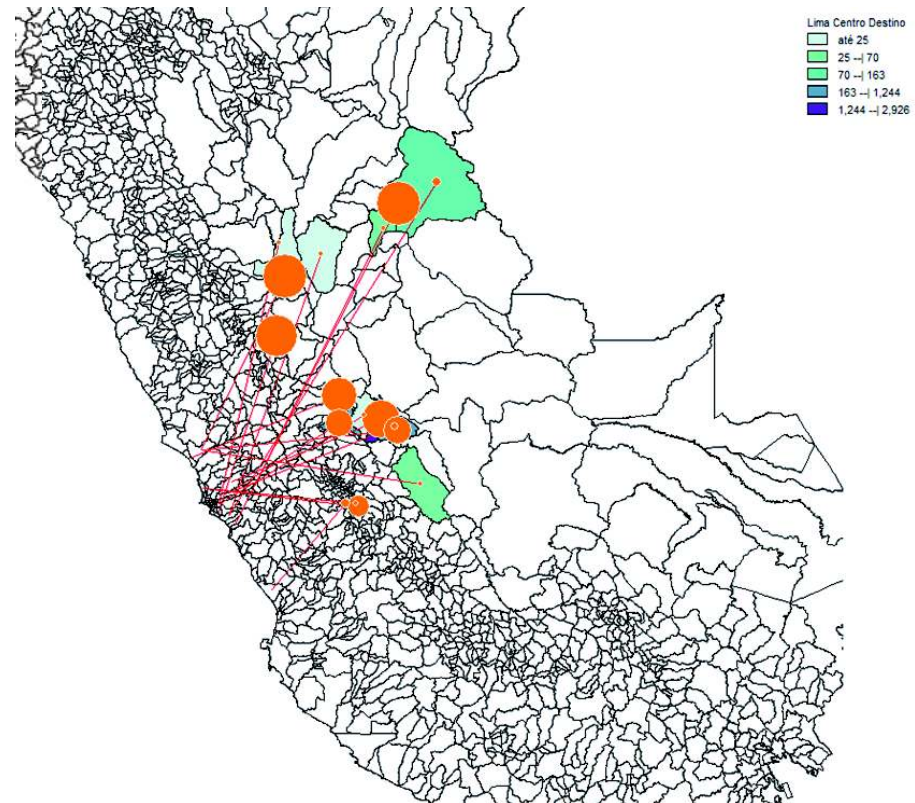 Lima Centro Destino
até 25
25 --| 70
70 --| 163
163 --| 1,244
1,244 --| 2,926